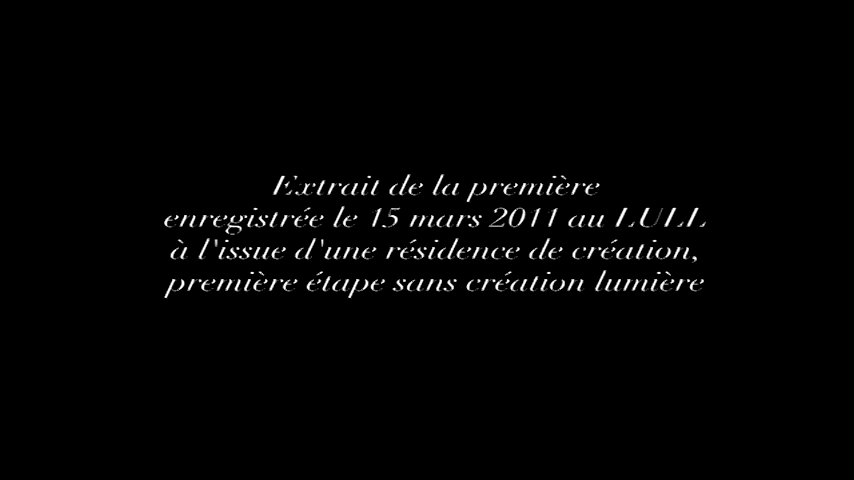 Extrait de la première
enregistrée le 15 mars 2011 au LULL
à l'issue d'une résidence de création,
première étape sans création lumière